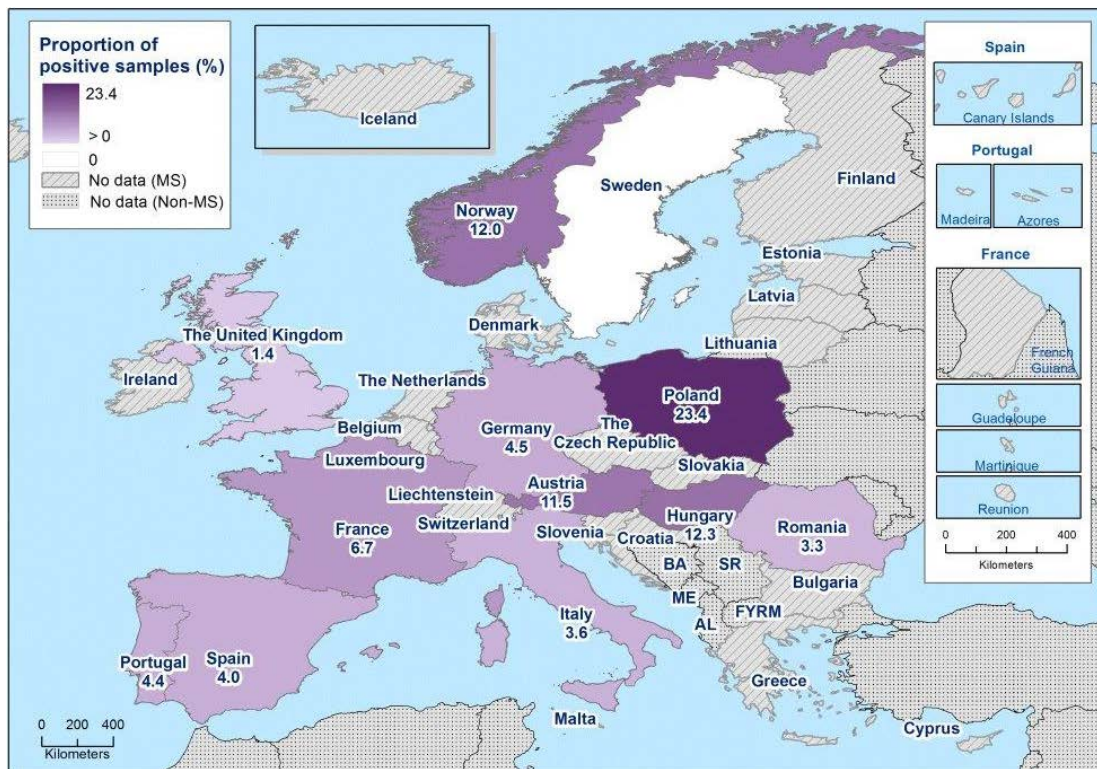 Proportion of
positive samples (%)
23.4
> 0
0
No data (MS)
No data (Non-MS)
Iceland
Norway
12.0
Sweden
Finland
Estonia
Latvia
Lithuania
Denmark
The United Kingdom
1.4
Ireland
The Netherlands
Belgium
Luxembourg
Germany
4.5
Poland
23.4
The
Czech Republic
Slovakia
Liechtenstein
Switzerland
Austria
11.5
Hungary
12.3
Romania
3.3
Slovenia
Croatia
BA
SR
ME
AL
FYRM
Bulgaria
France
6.7
Italy
3.6
Portugal
4.4
Spain
4.0
Malta
Greece
Cyprus
0 200 400
Kilometers
Spain
Canary Islands
Portugal
Madeira
Azores
France
French
Guiana
Guadeloupe
Martinique
Reunion
0 200 400
Kilometers